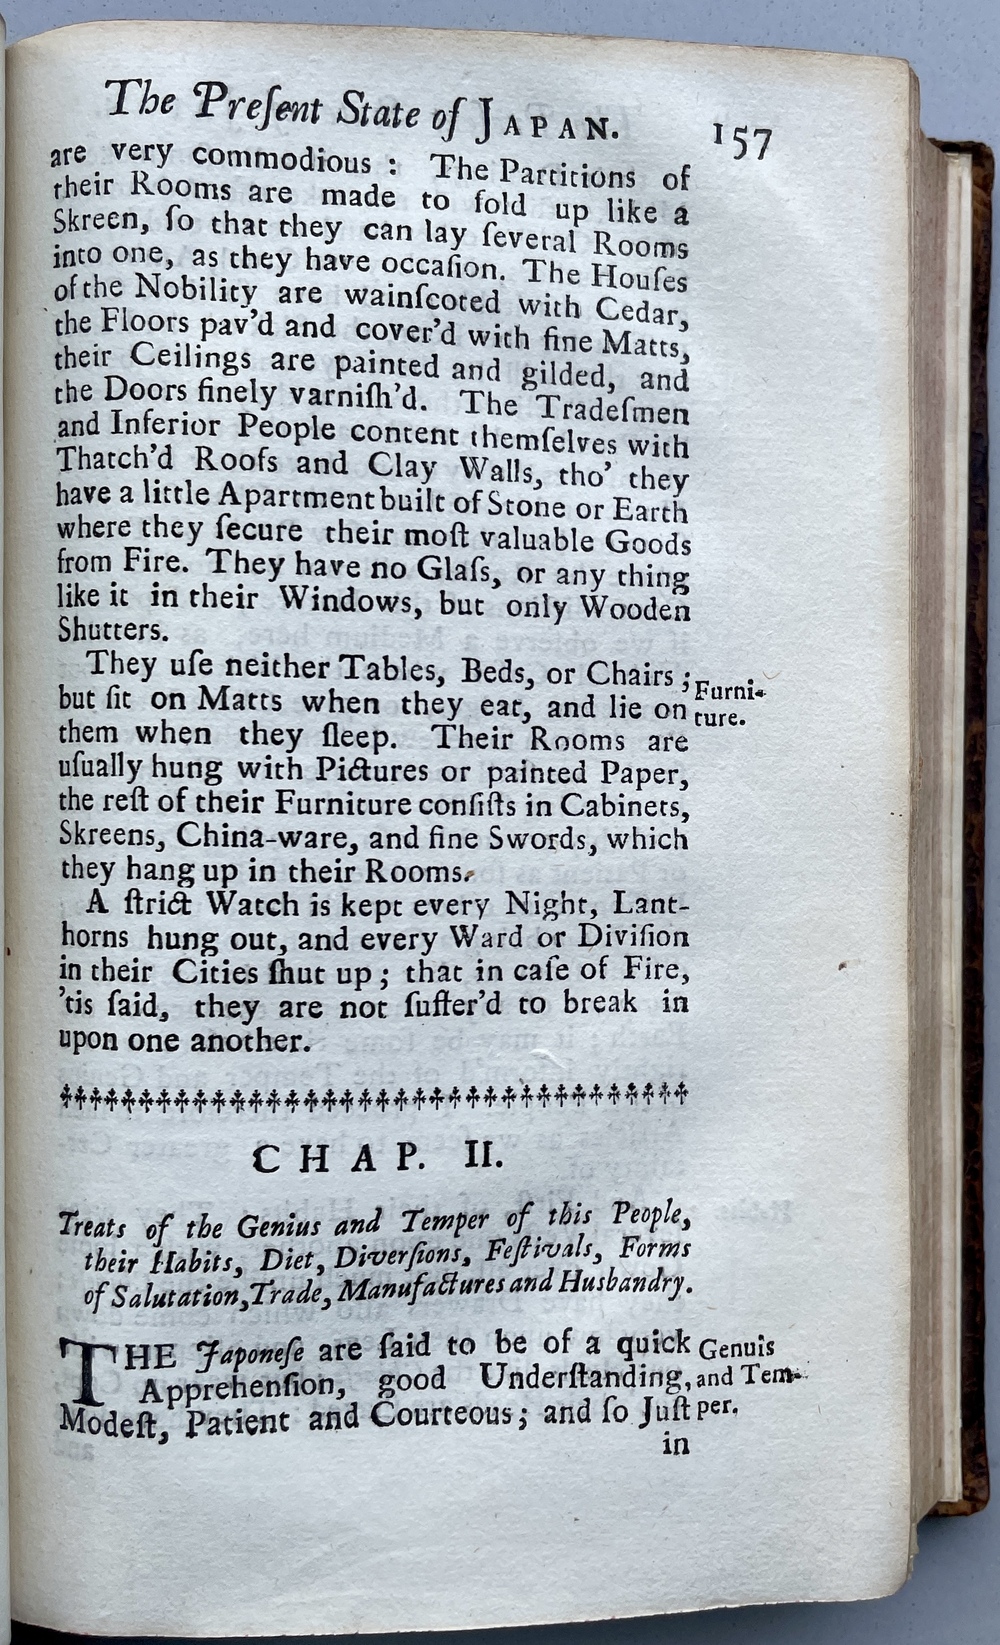 The Preſent State of JAPAN. 157
are very commodious : The Partitions of
their Rooms are made to fold up like a
Skreen, ſo that they can lay ſeveral Rooms
into one, as they have occaſion. The Houſes
of the Nobility are wainſcoted with Cedar,
the Floors pav'd and cover'd with fine Matts,
their Ceilings are painted and gilded, and
the Doors finely varniſh'd. The Tradeſmen
and Inferior People content themſelves with
Thatch'd Roofs and Clay Walls, tho' they
have a little Apartment built of Stone or Earth
where they ſecure their moſt valuable Goods
from Fire. They have no Glaſs, or any thing
like it in their Windows, but only Wooden
Shutters.
They uſe neither Tables, Beds, or Chairs ;
but ſit on Matts when they eat, and lie on
them when they ſleep. Their Rooms are
uſually hung with Pictures or painted Paper,
the reſt of their Furniture conſiſts in Cabinets,
Skreens, China-ware, and fine Swords, which
they hang up in their Rooms.
Furni-
ture.
A ſtrict Watch is kept every Night, Lant-
horns hung out, and every Ward or Diviſion
in their Cities ſhut up ; that in caſe of Fire,
'tis ſaid, they are not ſuffer'd to break in
upon one another.
CHAP. II.
Treats of the Genius and Temper of this People,
their Habits, Diet, Diverſions, Feſtivals, Forms
of Salutation, Trade, Manufactures and Husbandry.
THE Japoneſe are ſaid to be of a quick
Apprehenſion, good Underſtanding,
Modeſt, Patient and Courteous ; and ſo Juſt
Genuis
and Tem-
per.
in